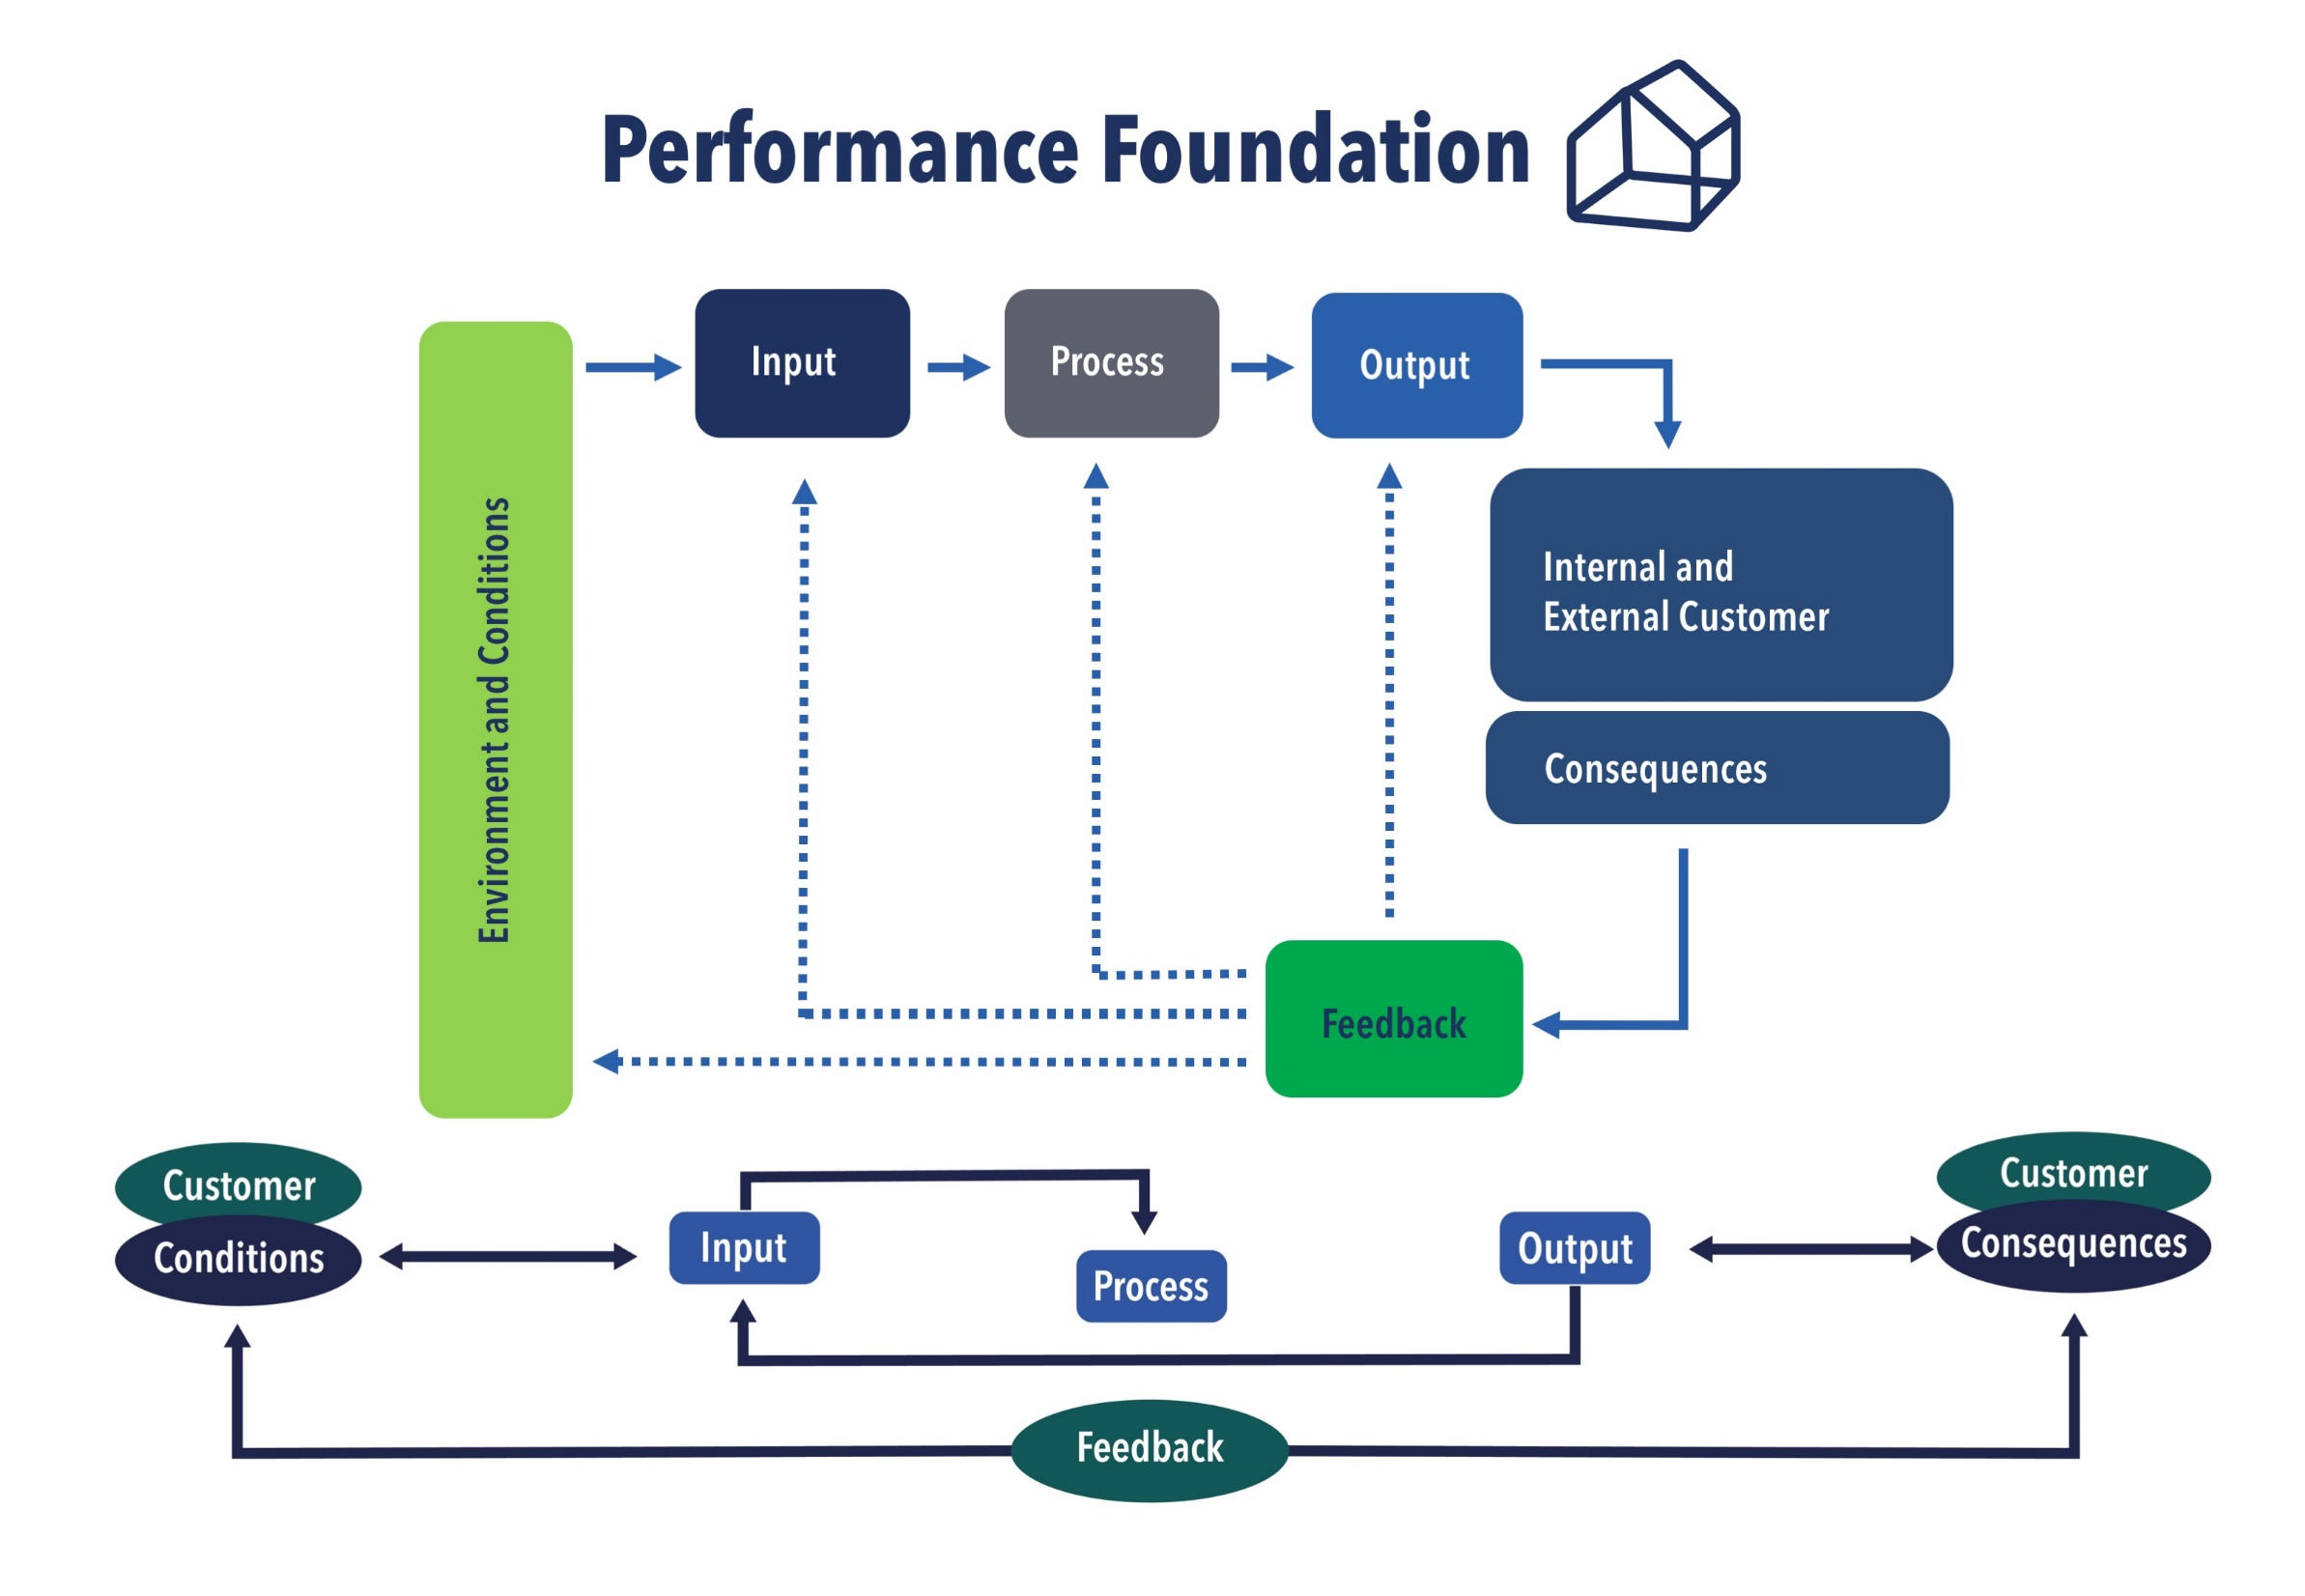 Performance Foundation
Environment and Conditions
Input
Process
Output
Internal and
External Customer
Consequences
Feedback
Customer
Conditions
Input
Process
Output
Customer
Consequences
Feedback